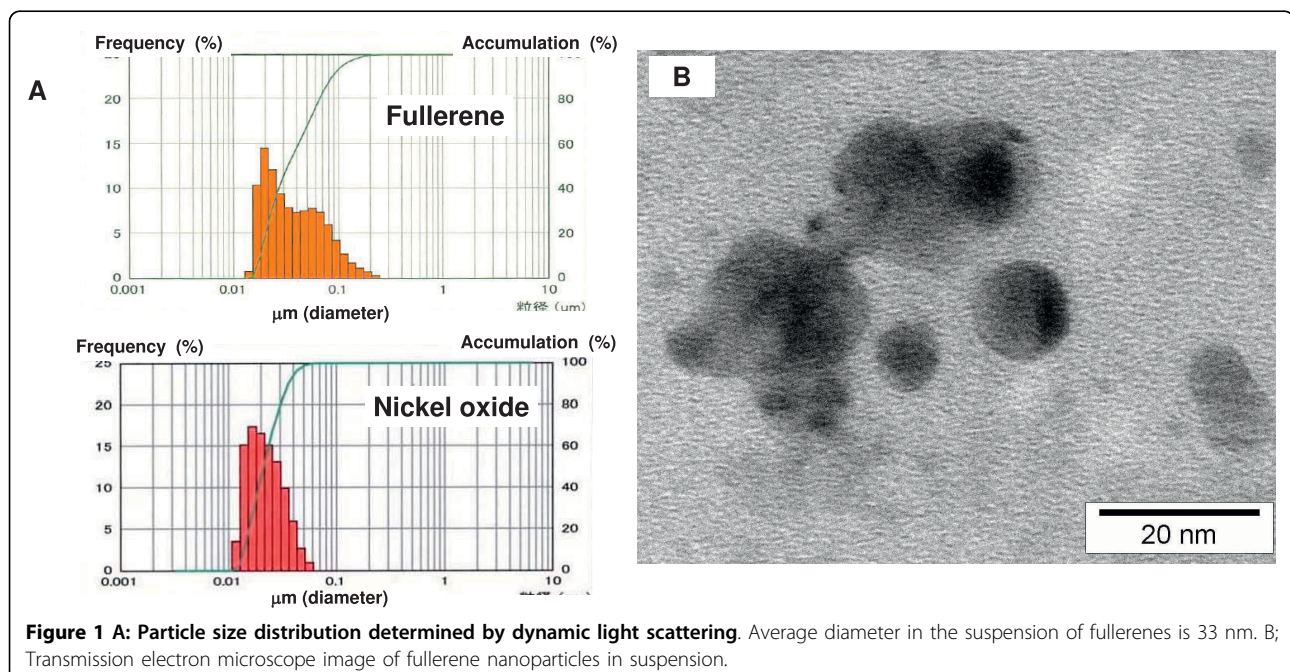 A
Frequency (%) Accumulation (%)
Fullerene
20 80
15 60
10 40
5 20
0 0
0.001 0.01 0.1 1 10
粒径 (um)
μm (diameter)
Frequency (%) Accumulation (%)
25 100
Nickel oxide
20 80
15 60
10 40
5 20
0 0
0.001 0.01 0.1 1 10
μm (diameter)
B
20 nm
Figure 1 A: Particle size distribution determined by dynamic light scattering. Average diameter in the suspension of fullerenes is 33 nm. B;
Transmission electron microscope image of fullerene nanoparticles in suspension.